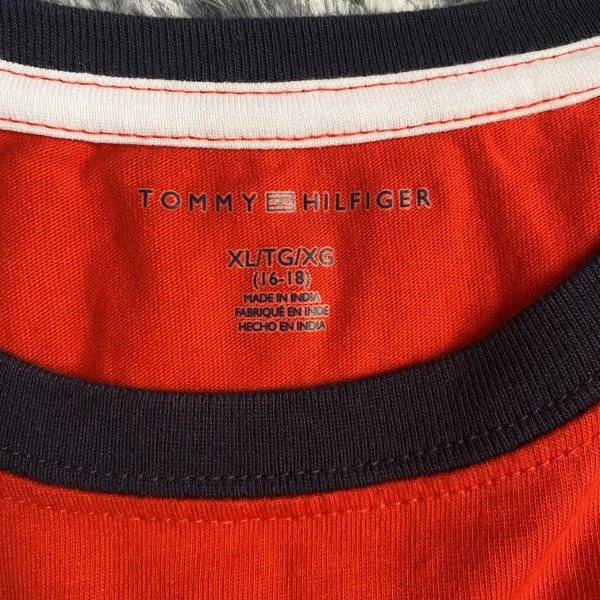 TOMMY HILFIGER
XL/TG/XG
(16-18)
MADE IN INDIA
FABRIQUÉ EN INDE
HECHO EN INDIA